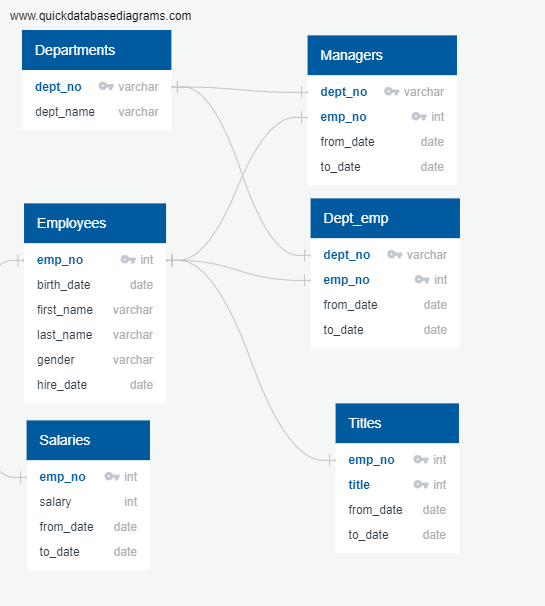 www.quickdatabasediagrams.com
Departments
dept_no varchar
dept_name varchar
Managers
dept_no varchar
emp_no int
from_date date
to_date date
Employees
emp_no int
birth_date date
first_name varchar
last_name varchar
gender varchar
hire_date date
Dept_emp
dept_no varchar
emp_no int
from_date date
to_date date
Salaries
emp_no int
salary int
from_date date
to_date date
Titles
emp_no int
title int
from_date date
to_date date